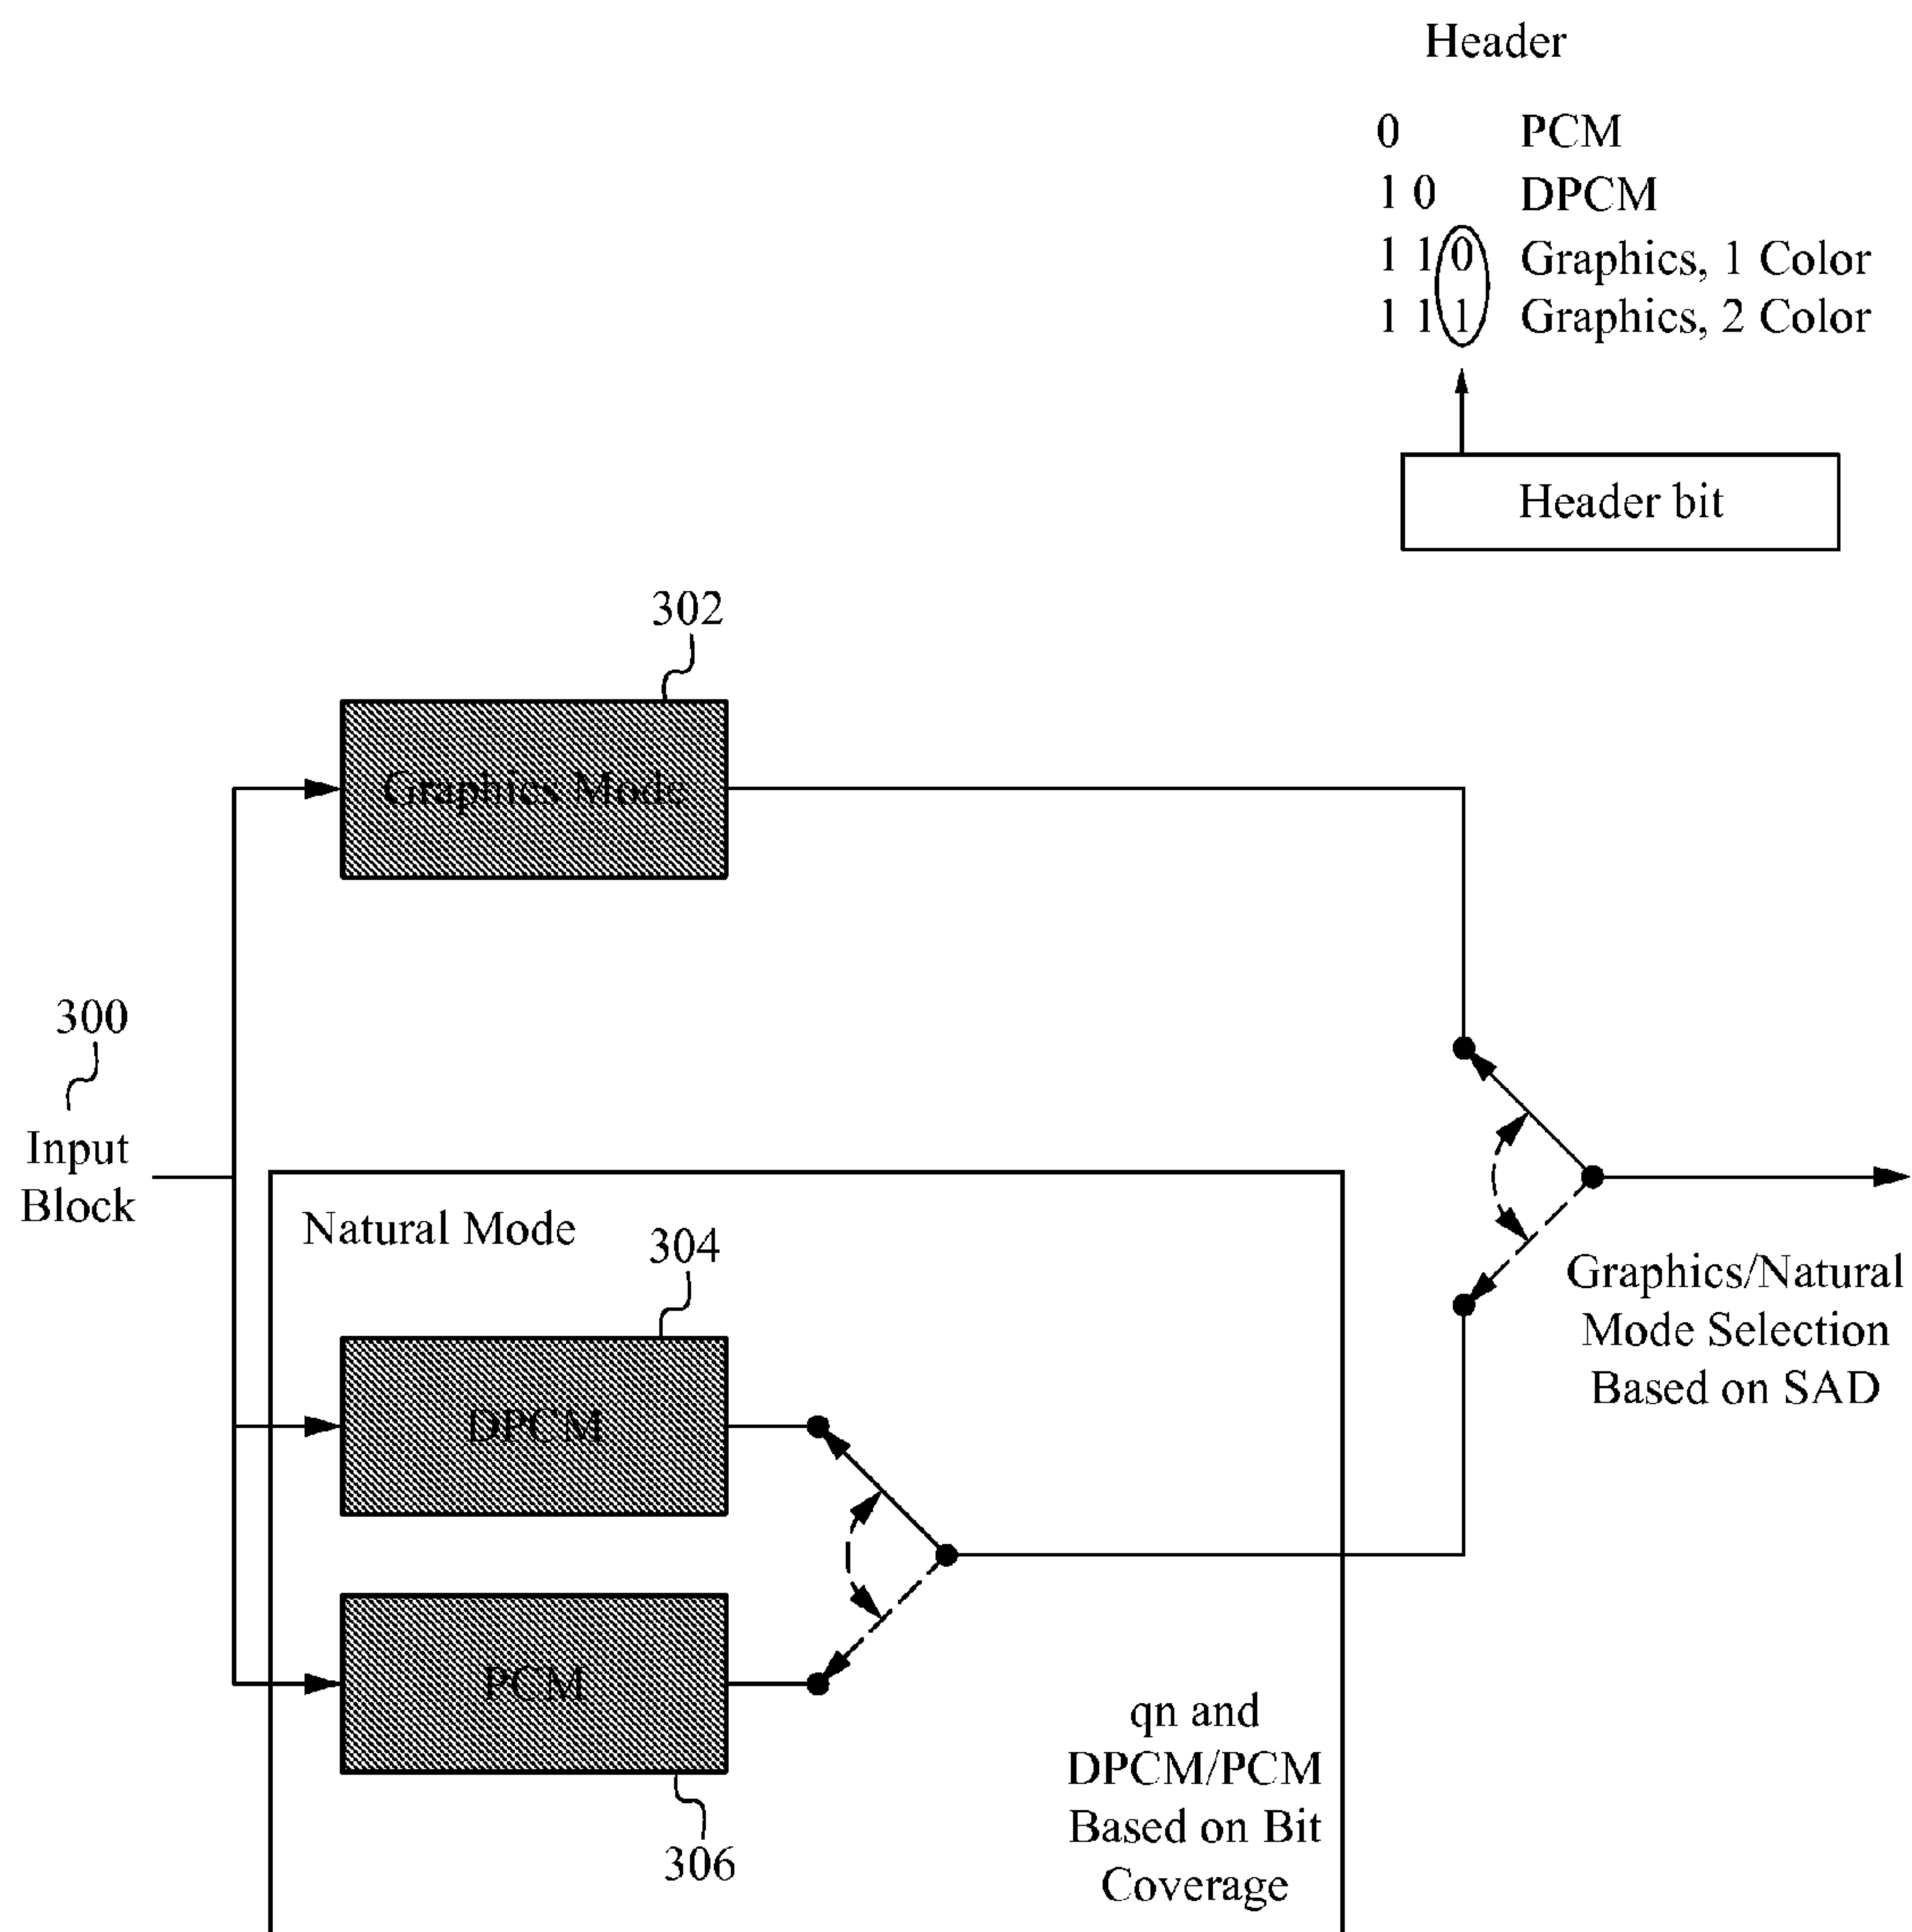 Header
0 PCM
1 0 DPCM
1 1 0 Graphics, 1 Color
1 1 1 Graphics, 2 Color
Header bit
302
Graphics Mode
300
Input
Block
Natural Mode
304
DPCM
Graphics/Natural
Mode Selection
Based on SAD
PCM
306
qn and
DPCM/PCM
Based on Bit
Coverage